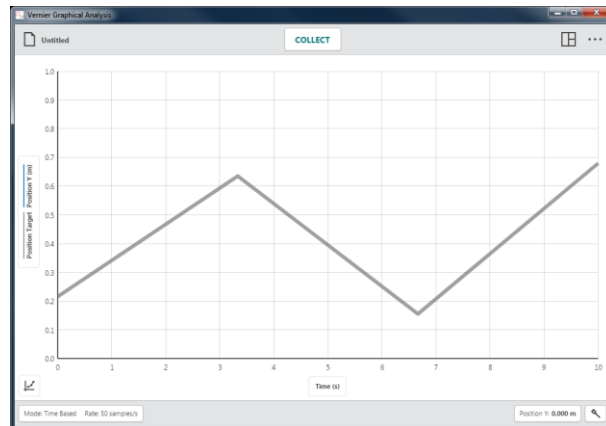 Vernier Graphical Analysis
Untitled
COLLECT
...
1.0
0.9
0.8
0.7
0.6
0.5
0.4
0.3
0.2
0.1
0.0
Position Target
Position Y (m)
0 1 2 3 4 5 6 7 8 9 10
Time (s)
Mode: Time Based Rate: 50 samples/s
Position Y: 0.000 m